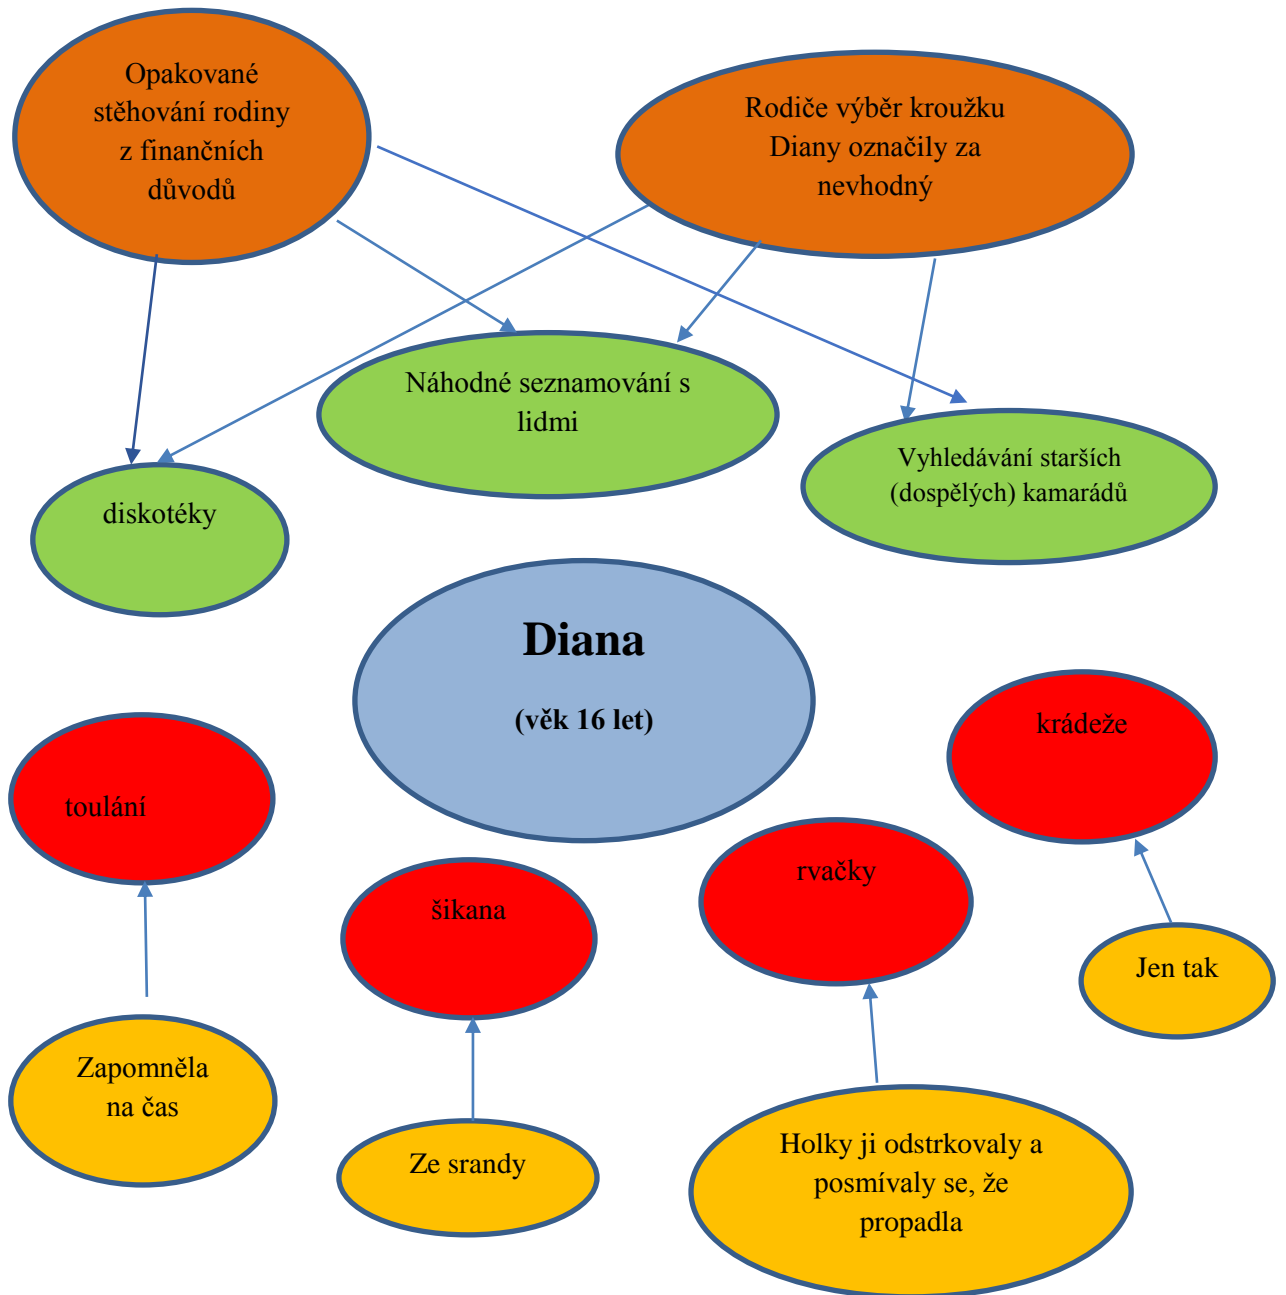 Opakované
stěhování rodiny
z finančních
důvodů
Rodiče výběr kroužku
Diany označily za
nevhodný
Náhodné seznamování s
lidmi
Vyhledávání starších
(dospělých) kamarádů
diskotéky
Diana
(věk 16 let)
krádeže
toulání
rvačky
šikana
Jen tak
Zapomněla
na čas
Ze srandy
Holky ji odstrkovaly a
posmívaly se, že
propadla